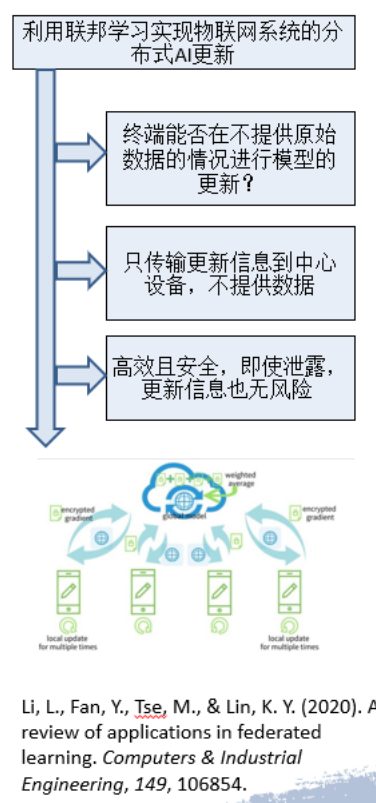 利用联邦学习实现物联网系统的分
布式AI更新
终端能否在不提供原始
数据的情况进行模型的
更新？
只传输更新信息到中心
设备，不提供数据
高效且安全，即使泄露，
更新信息也无风险
weighted
average
global model
encrypted
gradient
encrypted
gradient
local update
for multiple times
local update
for multiple times
Li, L., Fan, Y., Tse, M., & Lin, K. Y. (2020). A
review of applications in federated
learning. Computers & Industrial
Engineering, 149, 106854.